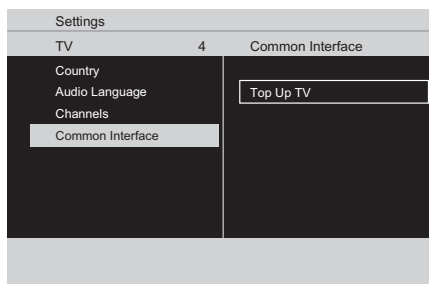 Settings
TV 4 Common Interface
Country
Audio Language Top Up TV
Channels
Common Interface